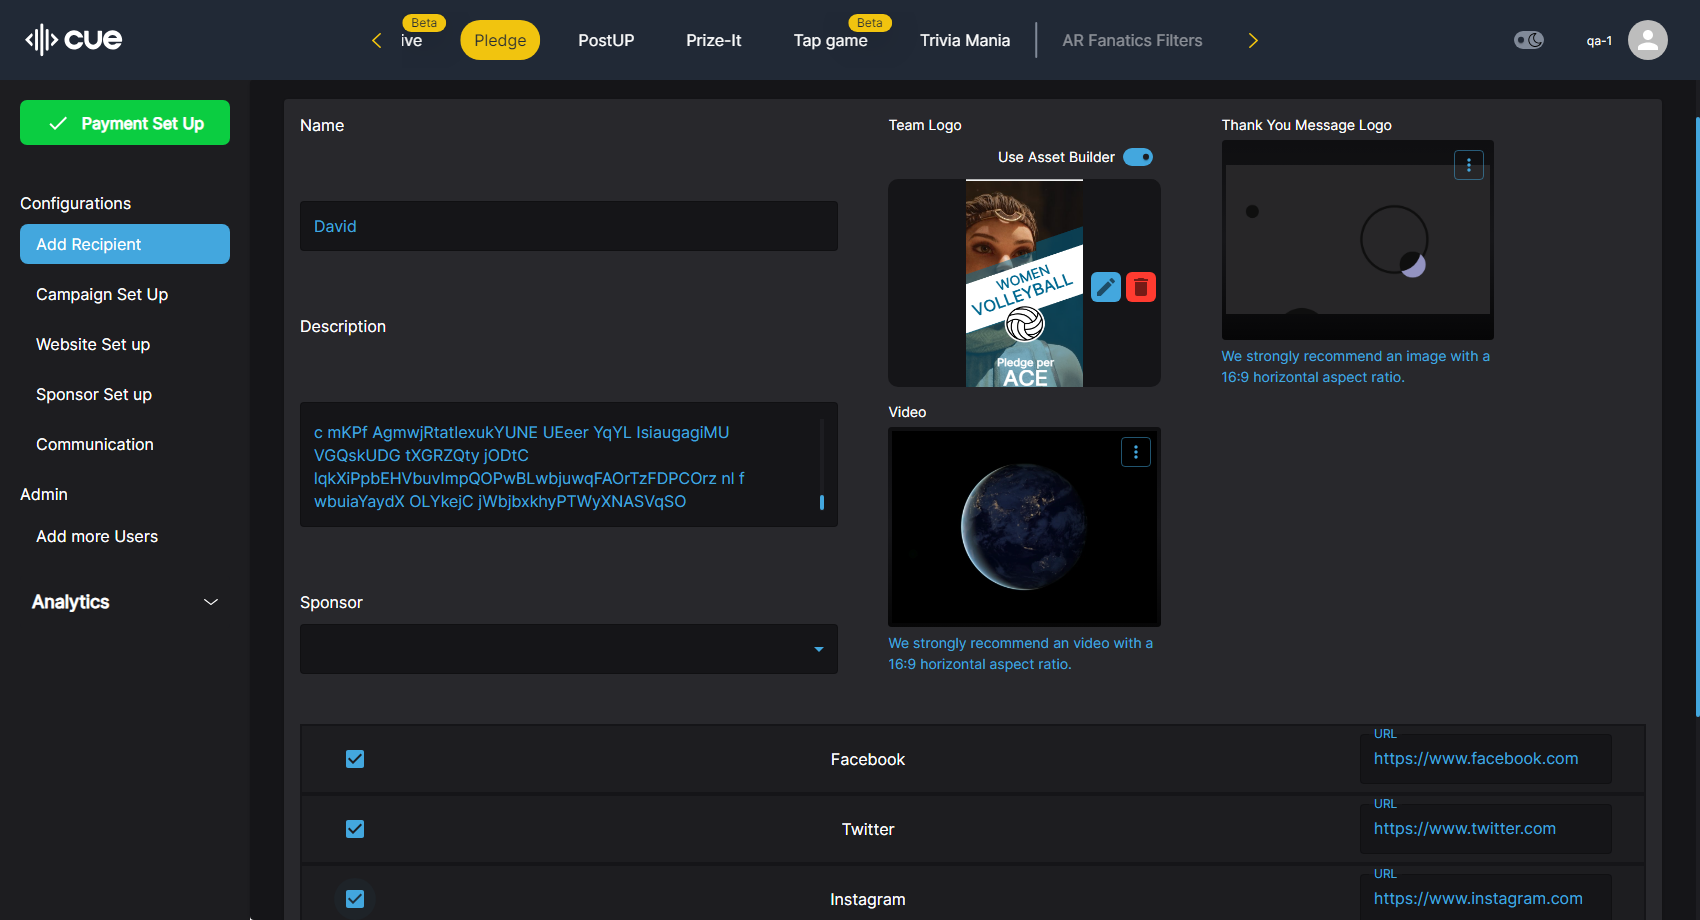 cue
Beta
ive
Pledge
PostUP
Prize-It
Beta
Tap game
Trivia Mania
AR Fanatics Filters
qa-1
Payment Set Up
Configurations
Add Recipient
Campaign Set Up
Website Set up
Sponsor Set up
Communication
Admin
Add more Users
Analytics
Name
David
Description
c mKPf AgmwjRtatlexukYUNE UEeer YqYL IsiaugagiMU
VGQskUDG tXGRZQty jODtC
lqkXiPpbEHVbuvImpQOPwBLwbjuwqFAOrTzFDPCOrz nl f
wbuiaYaydX OLYkejC jWbjbxkhyPTWyXNASVqSO
Sponsor
Team Logo
Use Asset Builder
WOMEN
VOLLEYBALL
Pledge per
ACE
Video
We strongly recommend an video with a
16:9 horizontal aspect ratio.
Thank You Message Logo
We strongly recommend an image with a
16:9 horizontal aspect ratio.
Facebook
URL
https://www.facebook.com
Twitter
URL
https://www.twitter.com
Instagram
URL
https://www.instagram.com